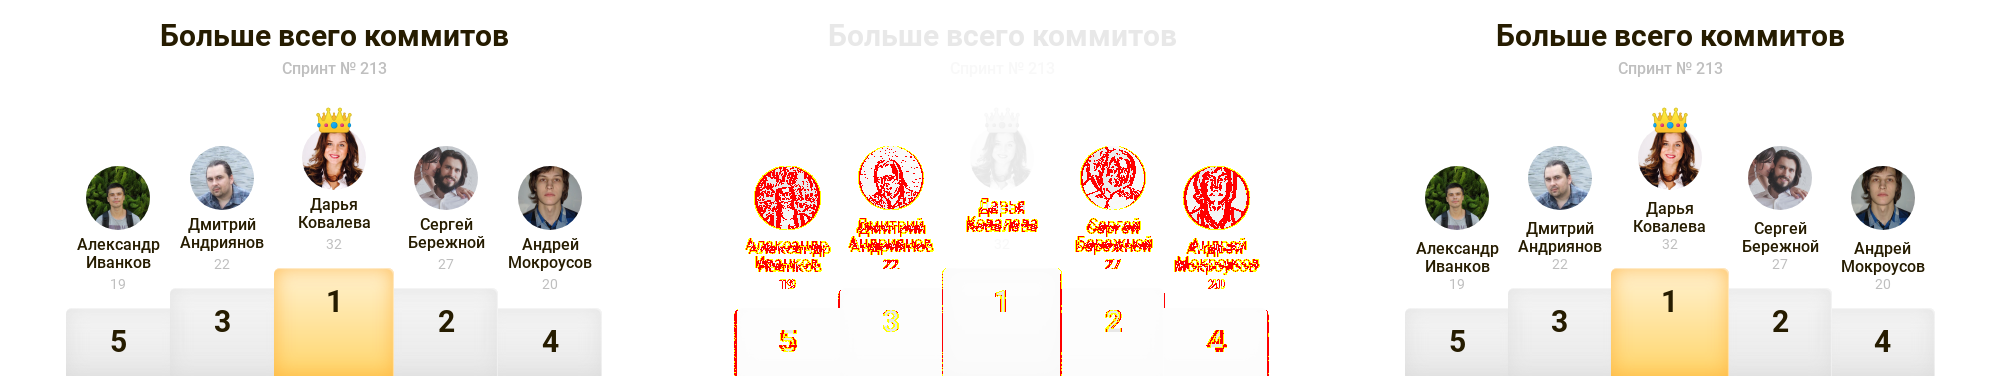 Больше всего коммитов
Спринт № 213
Дарья
Ковалева
32
Дмитрий
Андриянов
22
Сергей
Бережной
27
Александр
Иванков
19
Андрей
Мокроусов
20
5
3
1
2
4
Больше всего коммитов
Спринт № 213
Дарья
Ковалева
Дмитрий
Андриянов
22
Сергей
Бережной
27
Александр
Иванков
19
Андрей
Мокроусов
20
5
3
1
2
4
Больше всего коммитов
Спринт № 213
Дарья
Ковалева
32
Дмитрий
Андриянов
22
Сергей
Бережной
27
Александр
Иванков
19
Андрей
Мокроусов
20
5
3
1
2
4